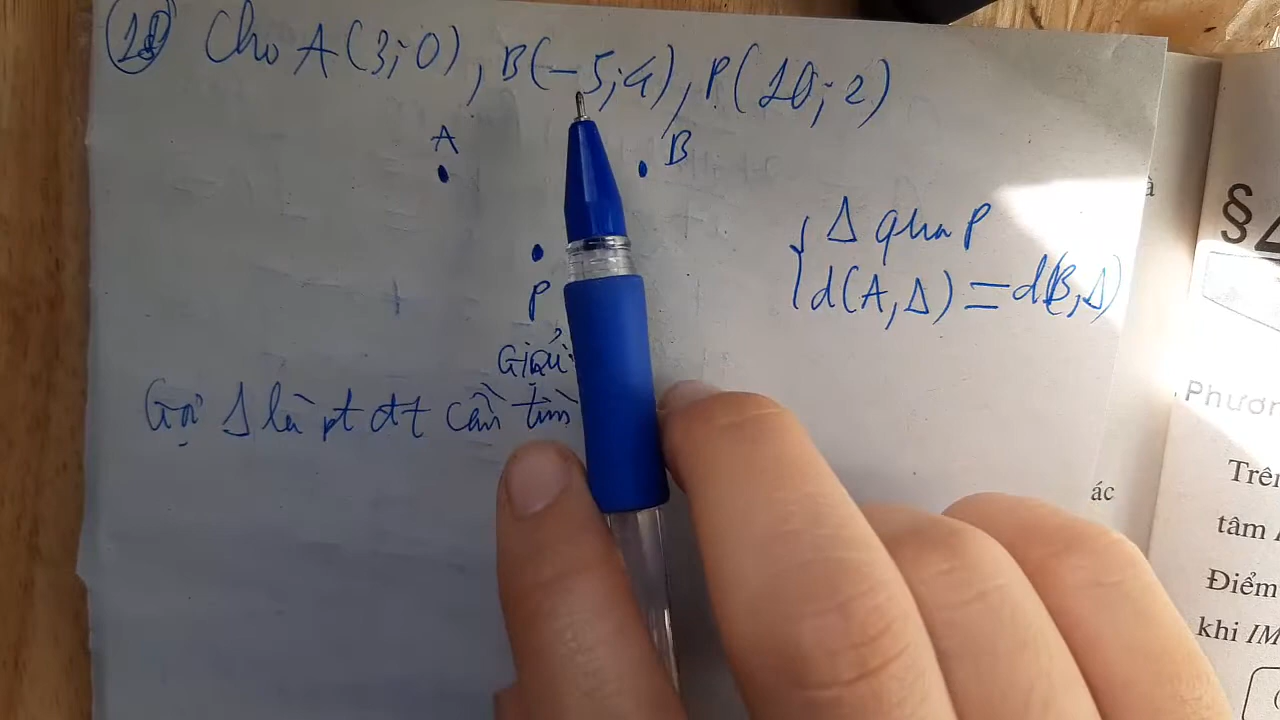 18 Cho A(3;0), B(-5;4), P(10;2)
A
B
P
Δ qua P
d(A,Δ) = d(B,Δ)
Giải:
Gọi Δ là pt đt cần tìm
à
§
Phươn
Trên
tâm
ác
Điểm
khi IM